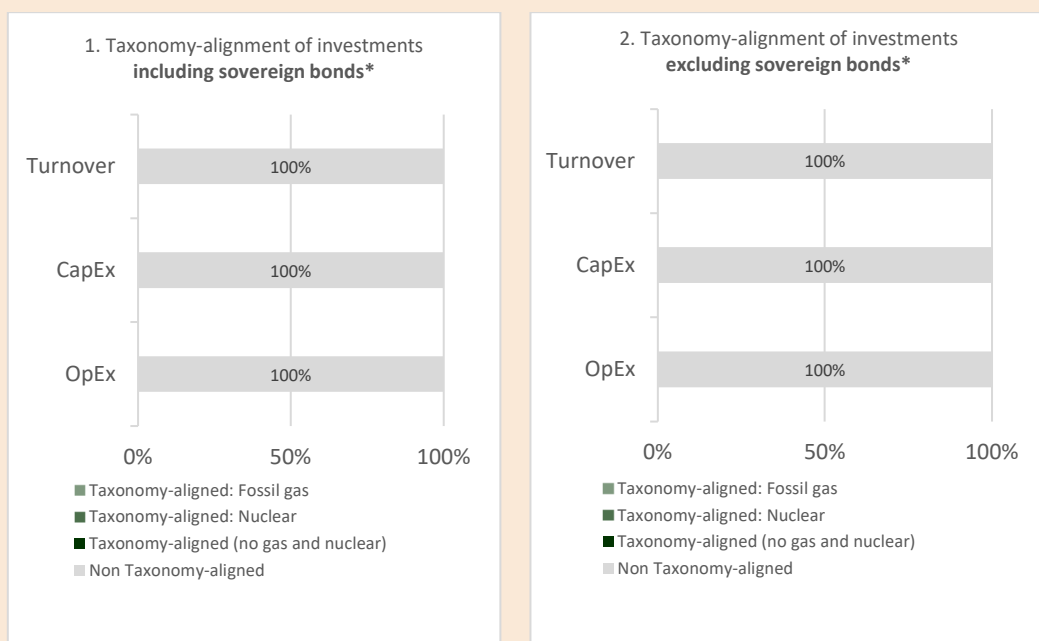 1. Taxonomy-alignment of investments
including sovereign bonds*
Turnover
100%
CapEx
100%
OpEx
100%
0%
50%
100%
Taxonomy-aligned: Fossil gas
Taxonomy-aligned: Nuclear
Taxonomy-aligned (no gas and nuclear)
Non Taxonomy-aligned
2. Taxonomy-alignment of investments
excluding sovereign bonds*
Turnover
100%
CapEx
100%
OpEx
100%
0%
50%
100%
Taxonomy-aligned: Fossil gas
Taxonomy-aligned: Nuclear
Taxonomy-aligned (no gas and nuclear)
Non Taxonomy-aligned